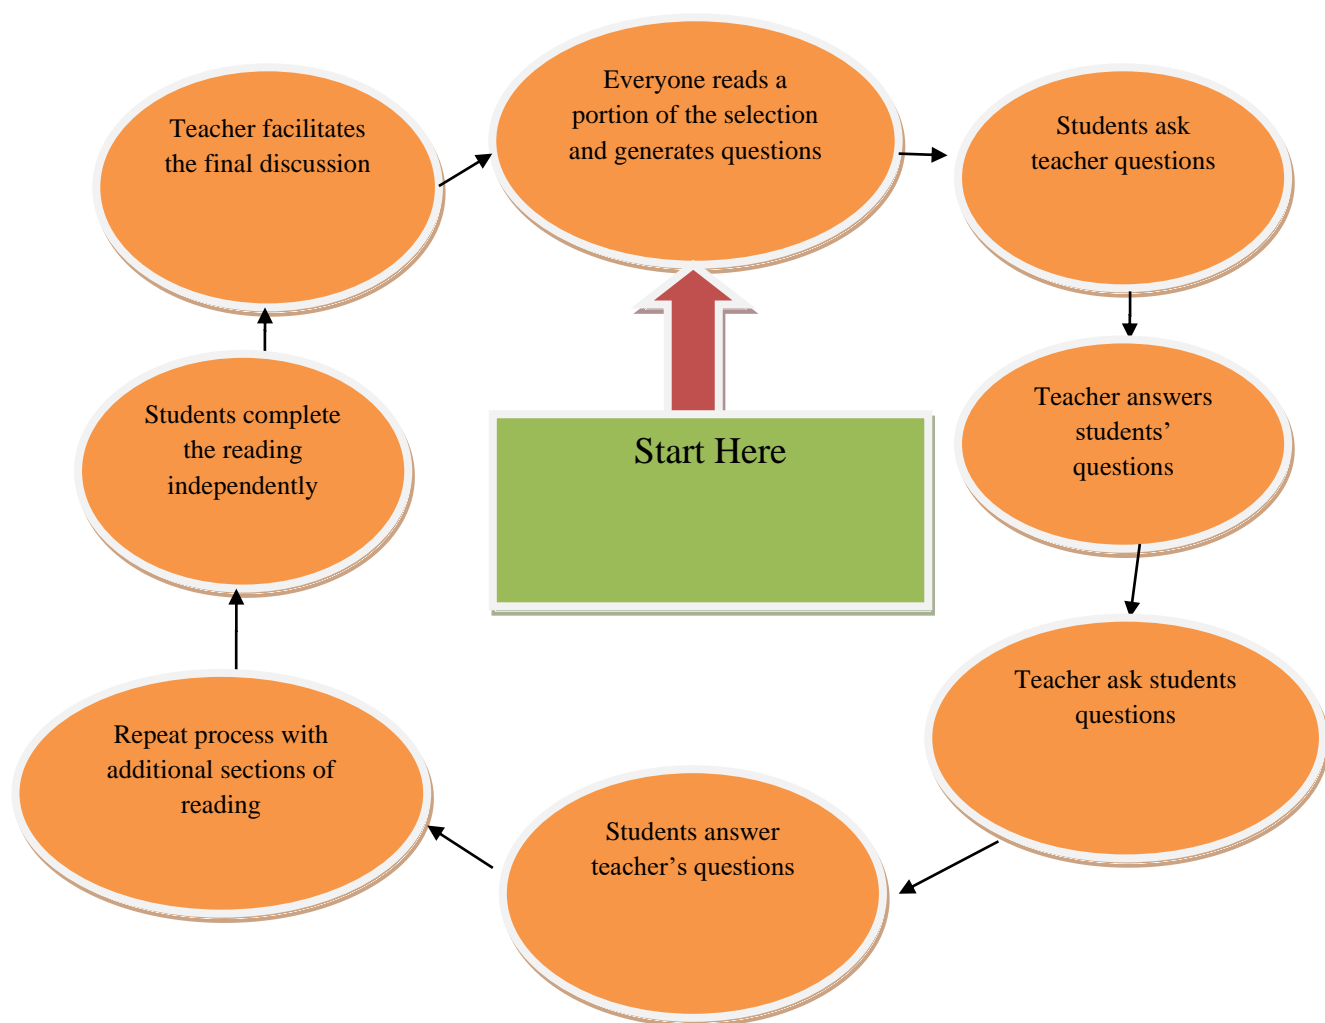 Everyone reads a
portion of the selection
and generates questions
Students ask
teacher questions
Teacher answers
students’
questions
Teacher ask students
questions
Students answer
teacher’s questions
Repeat process with
additional sections of
reading
Students complete
the reading
independently
Teacher facilitates
the final discussion
Start Here